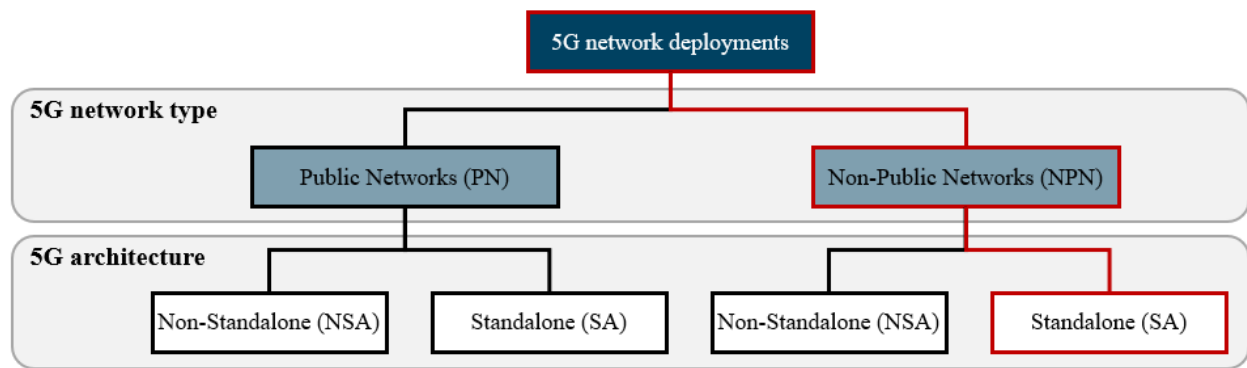 5G network deployments
5G network type
Public Networks (PN)
Non-Public Networks (NPN)
5G architecture
Non-Standalone (NSA)
Standalone (SA)
Non-Standalone (NSA)
Standalone (SA)